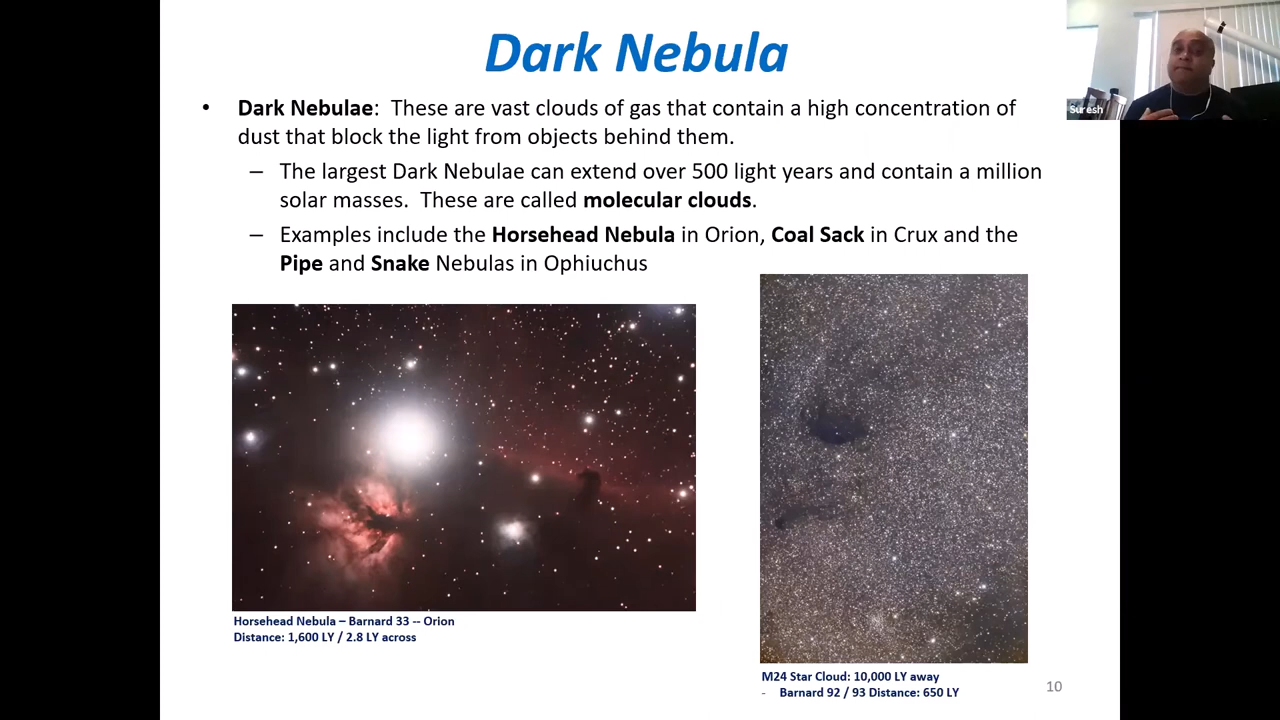 Dark Nebula
• Dark Nebulae: These are vast clouds of gas that contain a high concentration of
dust that block the light from objects behind them.
– The largest Dark Nebulae can extend over 500 light years and contain a million
solar masses. These are called molecular clouds.
– Examples include the Horsehead Nebula in Orion, Coal Sack in Crux and the
Pipe and Snake Nebulas in Ophiuchus
Horsehead Nebula – Barnard 33 -- Orion
Distance: 1,600 LY / 2.8 LY across
M24 Star Cloud: 10,000 LY away
- Barnard 92 / 93 Distance: 650 LY
10
Suresh